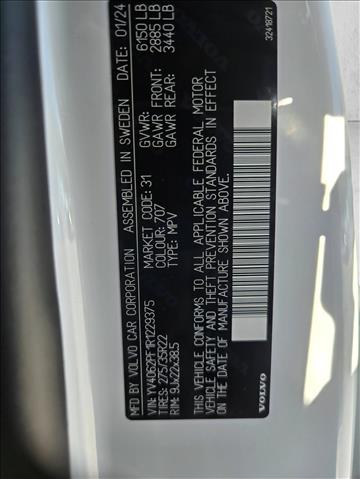 MFD BY VOLVO CAR CORPORATION ASSEMBLED IN SWEDEN DATE: 01/24
VIN: YV4062PF1R1229375 MARKET CODE: 31 GVWR: 6150 LB
TIRES: 275/35R22 COLOUR: 707 GAWR FRONT: 2885 LB
RIM: 9Jx22x38.5 TYPE: MPV GAWR REAR: 3440 LB
THIS VEHICLE CONFORMS TO ALL APPLICABLE FEDERAL MOTOR
VEHICLE SAFETY AND THEFT PREVENTION STANDARDS IN EFFECT
ON THE DATE OF MANUFACTURE SHOWN ABOVE.
VOLVO 32418721